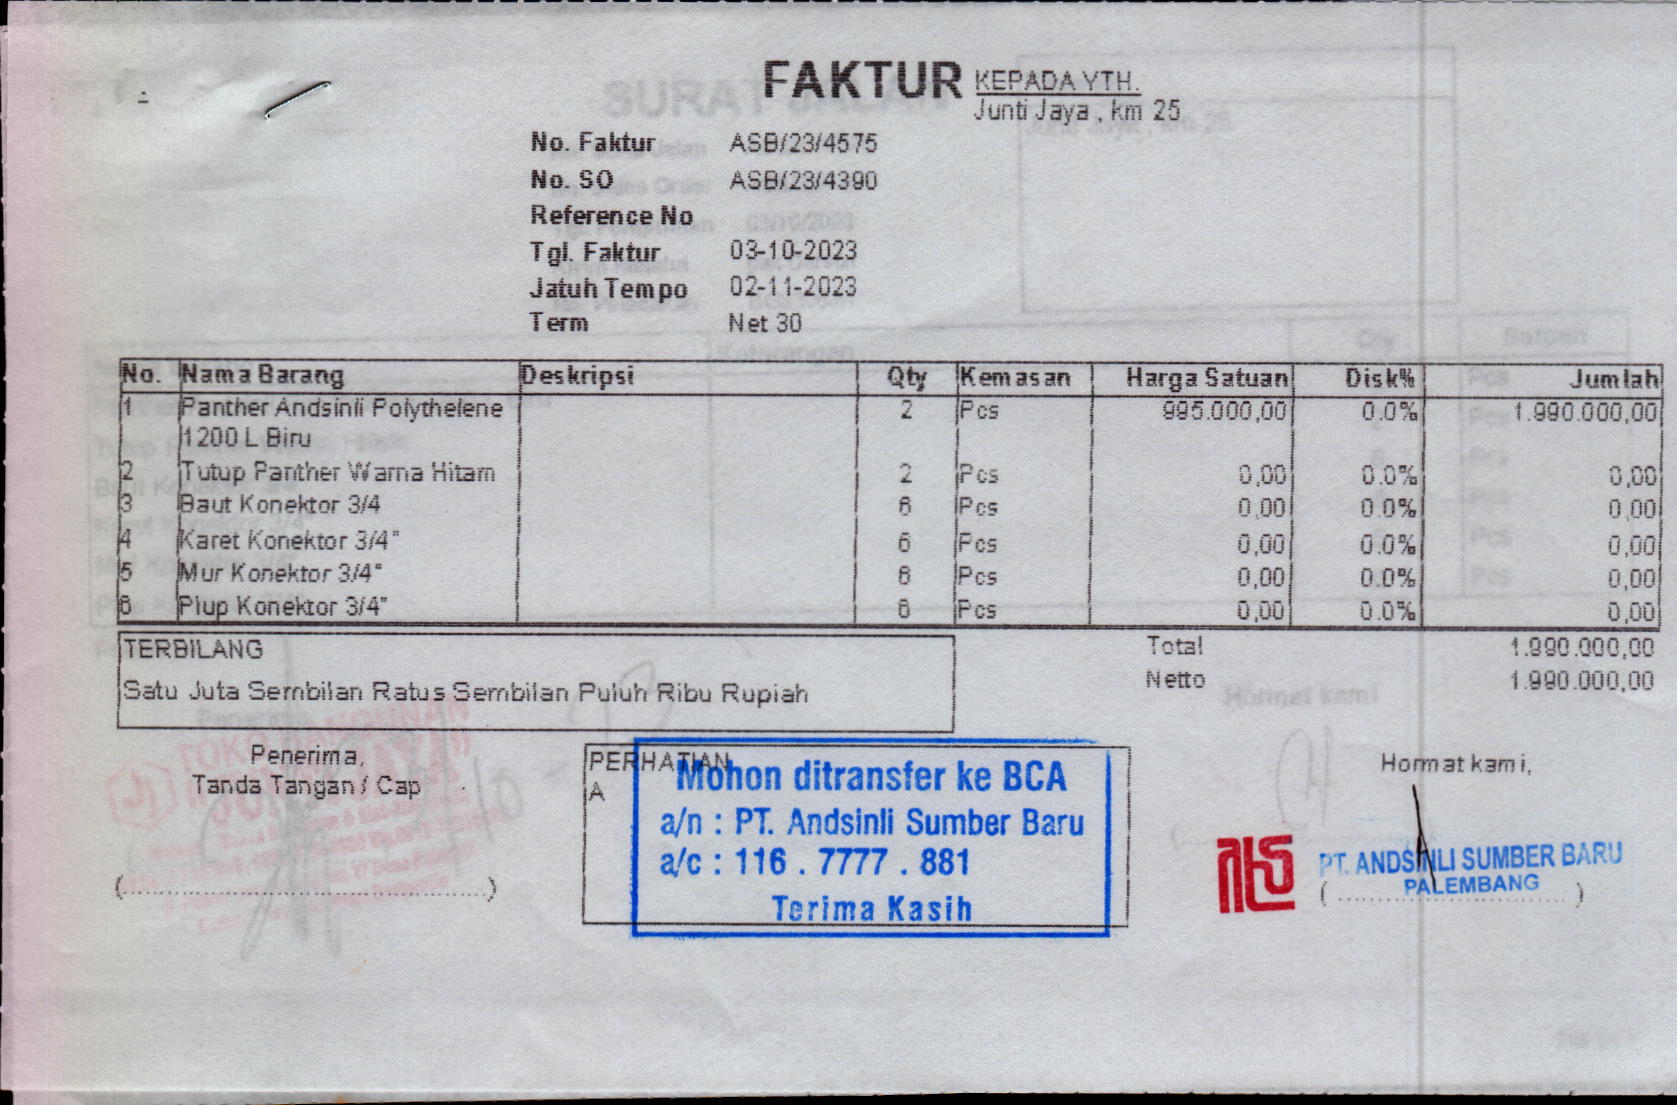 FAKTUR
KEPADA YTH.
Junti Jaya , km 25
No. Faktur ASB/23/4575
No. SO ASB/23/4390
Reference No
Tgl. Faktur 03-10-2023
Jatuh Tempo 02-11-2023
Term Net 30
No. Nama Barang Deskripsi Qty Kemasan Harga Satuan Disk% Jumlah
1 Panther Andsinli Polythelene 2 Pcs 995.000,00 0.0% 1.990.000,00
1200 L Biru
2 Tutup Panther Warna Hitam 2 Pcs 0,00 0.0% 0,00
3 Baut Konektor 3/4 6 Pcs 0,00 0.0% 0,00
4 Karet Konektor 3/4" 6 Pcs 0,00 0.0% 0,00
5 Mur Konektor 3/4" 6 Pcs 0,00 0.0% 0,00
6 Plup Konektor 3/4" 6 Pcs 0,00 0.0% 0,00
TERBILANG
Satu Juta Sembilan Ratus Sembilan Puluh Ribu Rupiah
Total 1.990.000,00
Netto 1.990.000,00
Penerima,
Tanda Tangan / Cap
PERHATIAN
A
Mohon ditransfer ke BCA
a/n : PT. Andsinli Sumber Baru
a/c : 116 . 7777 . 881
Terima Kasih
Hormat kami,
PT. ANDSINLI SUMBER BARU
PALEMBANG